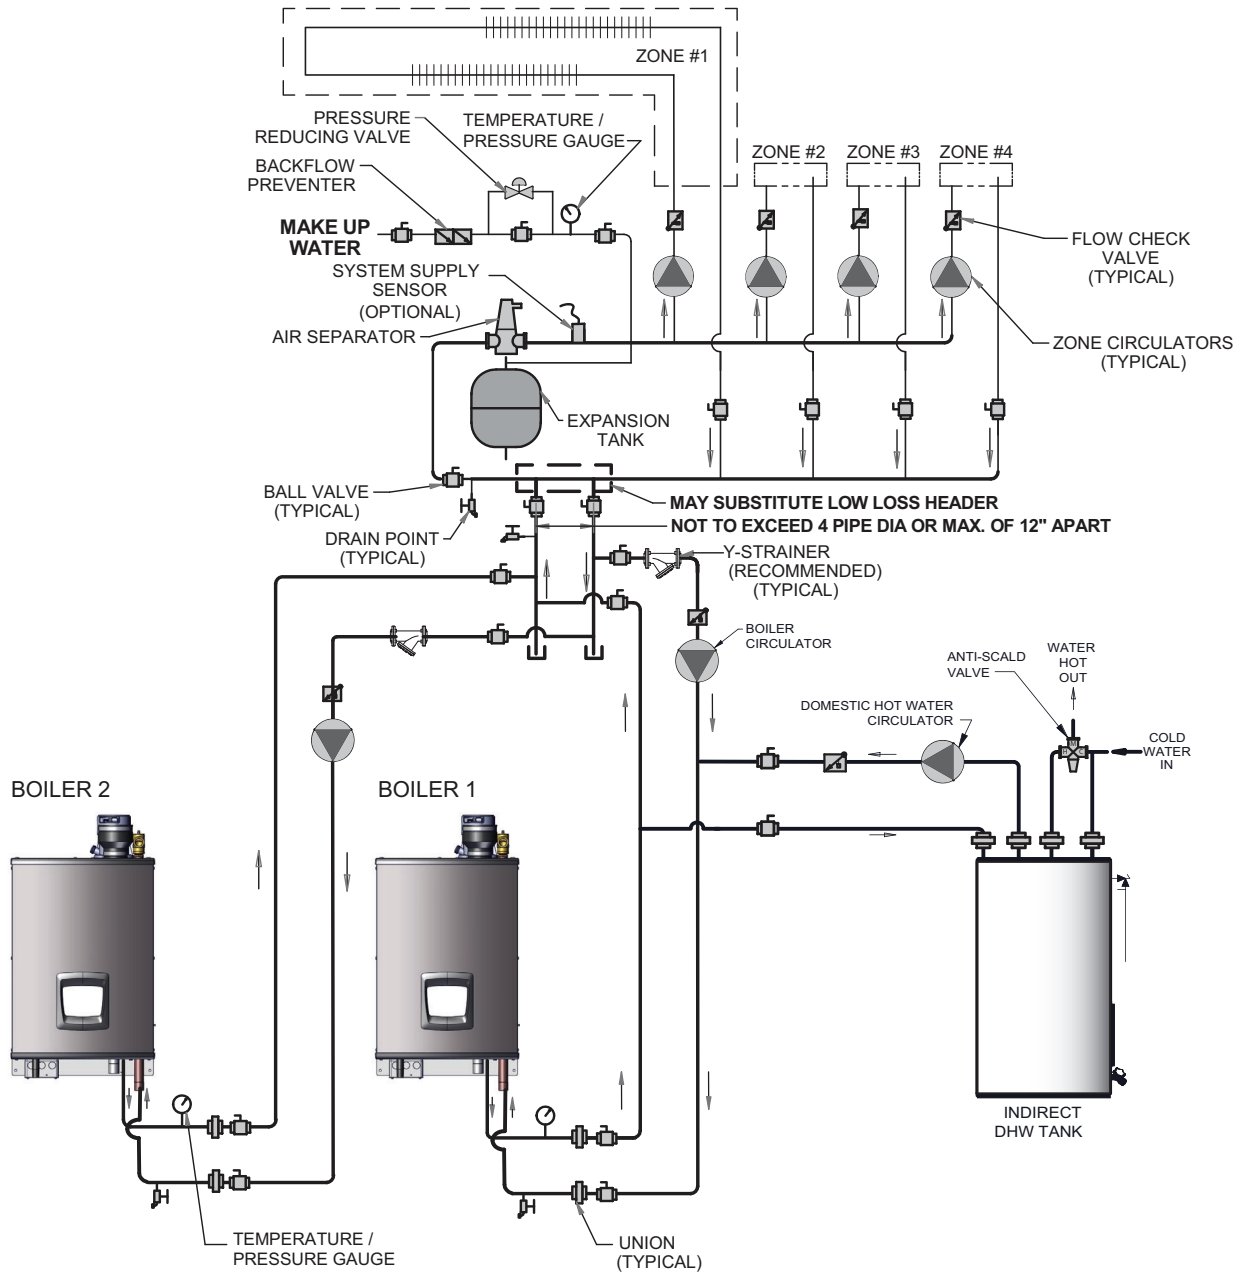 ZONE #1
PRESSURE
REDUCING VALVE
TEMPERATURE /
PRESSURE GAUGE
BACKFLOW
PREVENTER
ZONE #2
ZONE #3
ZONE #4
MAKE UP
WATER
FLOW CHECK
VALVE
(TYPICAL)
SYSTEM SUPPLY
SENSOR
(OPTIONAL)
AIR SEPARATOR
ZONE CIRCULATORS
(TYPICAL)
EXPANSION
TANK
BALL VALVE
(TYPICAL)
MAY SUBSTITUTE LOW LOSS HEADER
NOT TO EXCEED 4 PIPE DIA OR MAX. OF 12" APART
DRAIN POINT
(TYPICAL)
Y-STRAINER
(RECOMMENDED)
(TYPICAL)
BOILER
CIRCULATOR
ANTI-SCALD
VALVE
WATER
HOT
OUT
DOMESTIC HOT WATER
CIRCULATOR
M
H
C
COLD
WATER
IN
BOILER 2
BOILER 1
INDIRECT
DHW TANK
TEMPERATURE /
PRESSURE GAUGE
UNION
(TYPICAL)